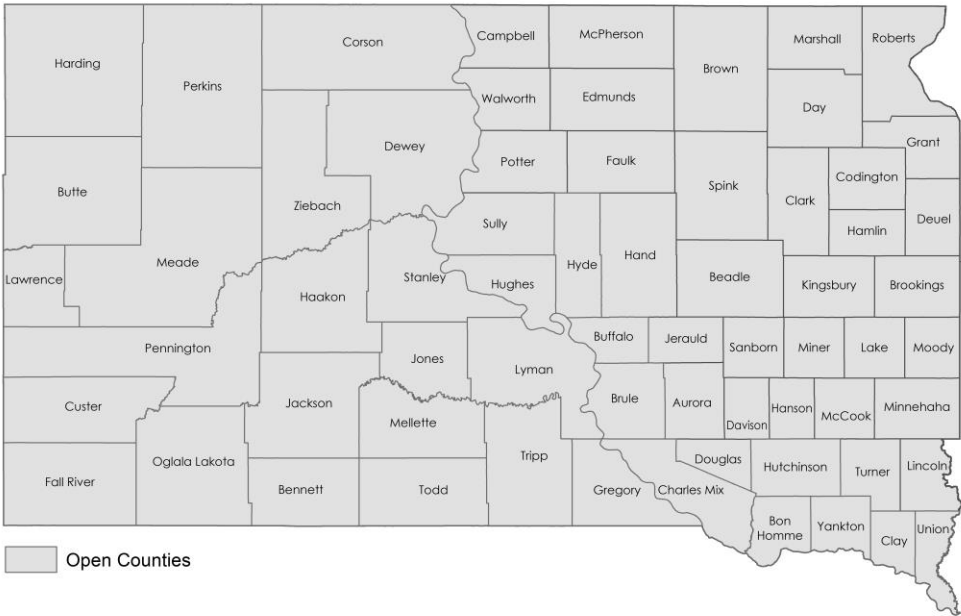 Harding
Perkins
Corson
Campbell
McPherson
Brown
Marshall
Roberts
Walworth
Edmunds
Day
Dewey
Potter
Faulk
Grant
Butte
Ziebach
Spink
Clark
Codington
Sully
Hamlin
Deuel
Lawrence
Meade
Haakon
Stanley
Hughes
Hyde
Hand
Beadle
Kingsbury
Brookings
Pennington
Jones
Lyman
Buffalo
Jerauld
Sanborn
Miner
Lake
Moody
Custer
Jackson
Mellette
Brule
Aurora
Davison
Hanson
McCook
Minnehaha
Fall River
Oglala Lakota
Bennett
Todd
Tripp
Gregory
Charles Mix
Douglas
Hutchinson
Turner
Lincoln
Bon
Homme
Yankton
Clay
Union
Open Counties